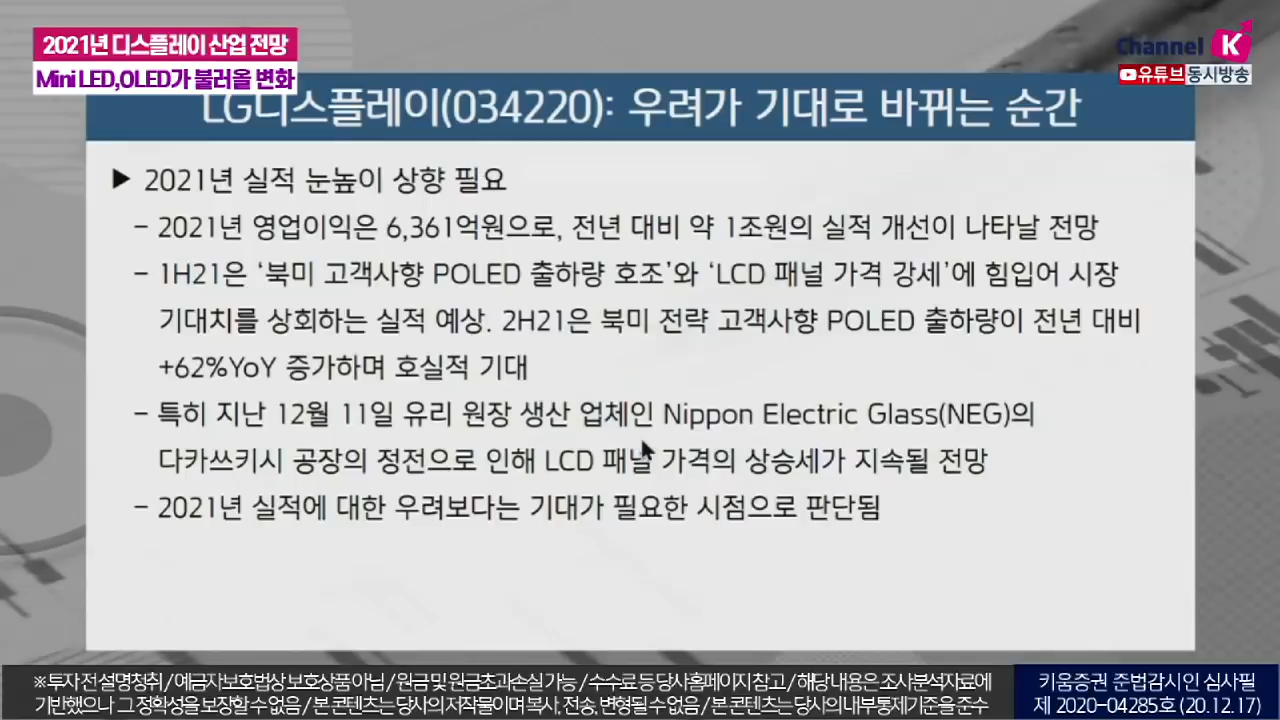 2021년 디스플레이 산업 전망
Mini LED,OLED가 불러올 변화
Channel K
유튜브동시방송
LG디스플레이(034220): 우려가 기대로 바뀌는 순간
▶ 2021년 실적 눈높이 상향 필요
- 2021년 영업이익은 6,361억원으로, 전년 대비 약 1조원의 실적 개선이 나타날 전망
- 1H21은 ‘북미 고객사향 POLED 출하량 호조’와 ‘LCD 패널 가격 강세’에 힘입어 시장
기대치를 상회하는 실적 예상. 2H21은 북미 전략 고객사향 POLED 출하량이 전년 대비
+62%YoY 증가하며 호실적 기대
- 특히 지난 12월 11일 유리 원장 생산 업체인 Nippon Electric Glass(NEG)의
다카쓰키시 공장의 정전으로 인해 LCD 패널 가격의 상승세가 지속될 전망
- 2021년 실적에 대한 우려보다는 기대가 필요한 시점으로 판단됨
※ 투자 전 설명청취 / 예금자보호법상 보호상품 아님 / 원금 및 원금초과손실 가능 / 수수료 등 당사홈페이지 참고 / 해당 내용은 조사분석자료에
기반했으나 그 정확성을 보장할 수 없음 / 본 콘텐츠는 당사의 저작물이며 복사, 전송, 변형될 수 없음 / 본 콘텐츠는 당사의 내부통제기준을 준수
키움증권 준법감시인 심사필
제 2020-04285호 (20.12.17)